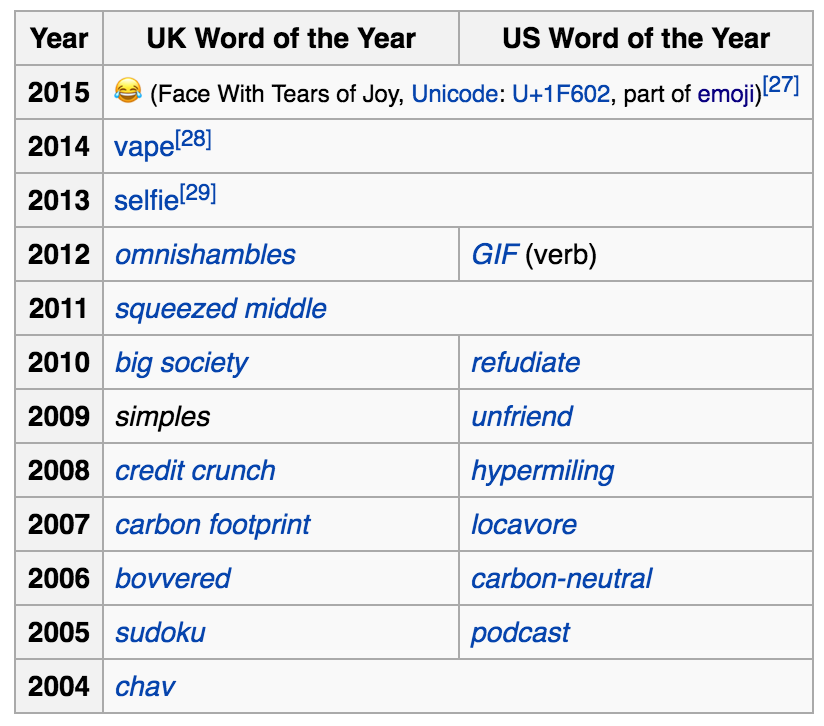 Year UK Word of the Year US Word of the Year
2015 😂 (Face With Tears of Joy, Unicode: U+1F602, part of emoji)[27]
2014 vape[28]
2013 selfie[29]
2012 omnishambles GIF (verb)
2011 squeezed middle
2010 big society refudiate
2009 simples unfriend
2008 credit crunch hypermiling
2007 carbon footprint locavore
2006 bovvered carbon-neutral
2005 sudoku podcast
2004 chav